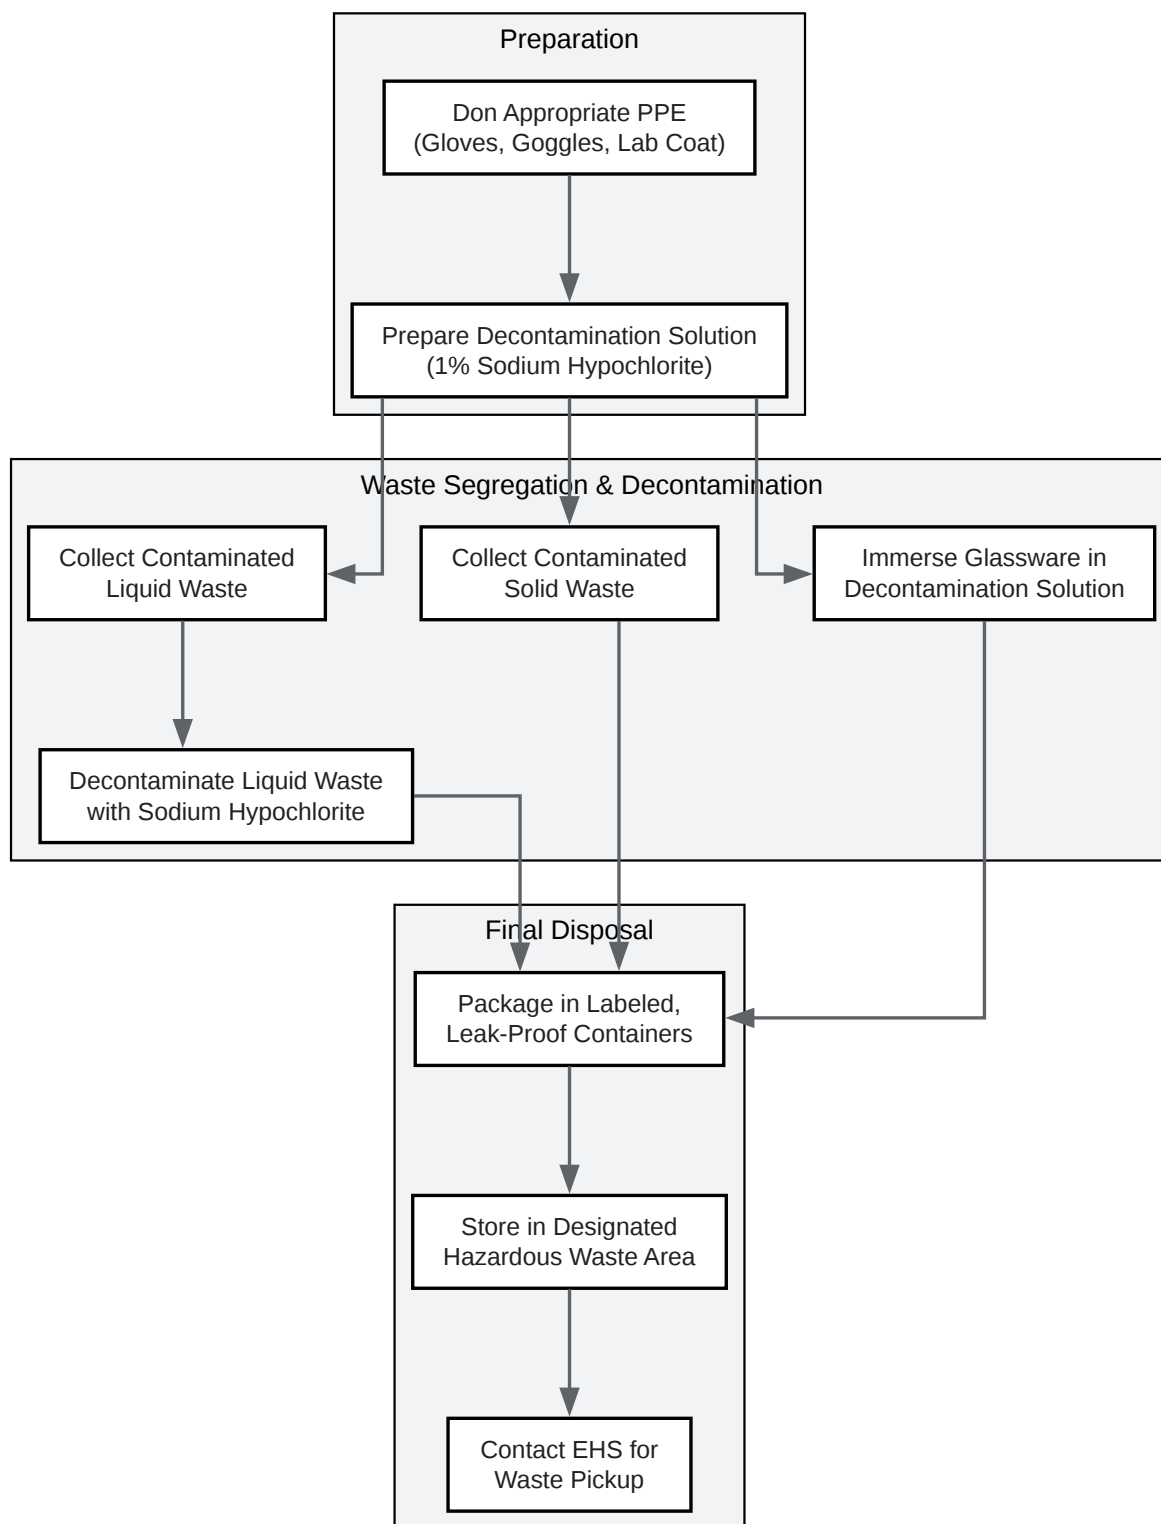 Preparation
Don Appropriate PPE
(Gloves, Goggles, Lab Coat)
Prepare Decontamination Solution
(1% Sodium Hypochlorite)
Waste Segregation & Decontamination
Collect Contaminated
Liquid Waste
Collect Contaminated
Solid Waste
Immerse Glassware in
Decontamination Solution
Decontaminate Liquid Waste
with Sodium Hypochlorite
Final Disposal
Package in Labeled,
Leak-Proof Containers
Store in Designated
Hazardous Waste Area
Contact EHS for
Waste Pickup